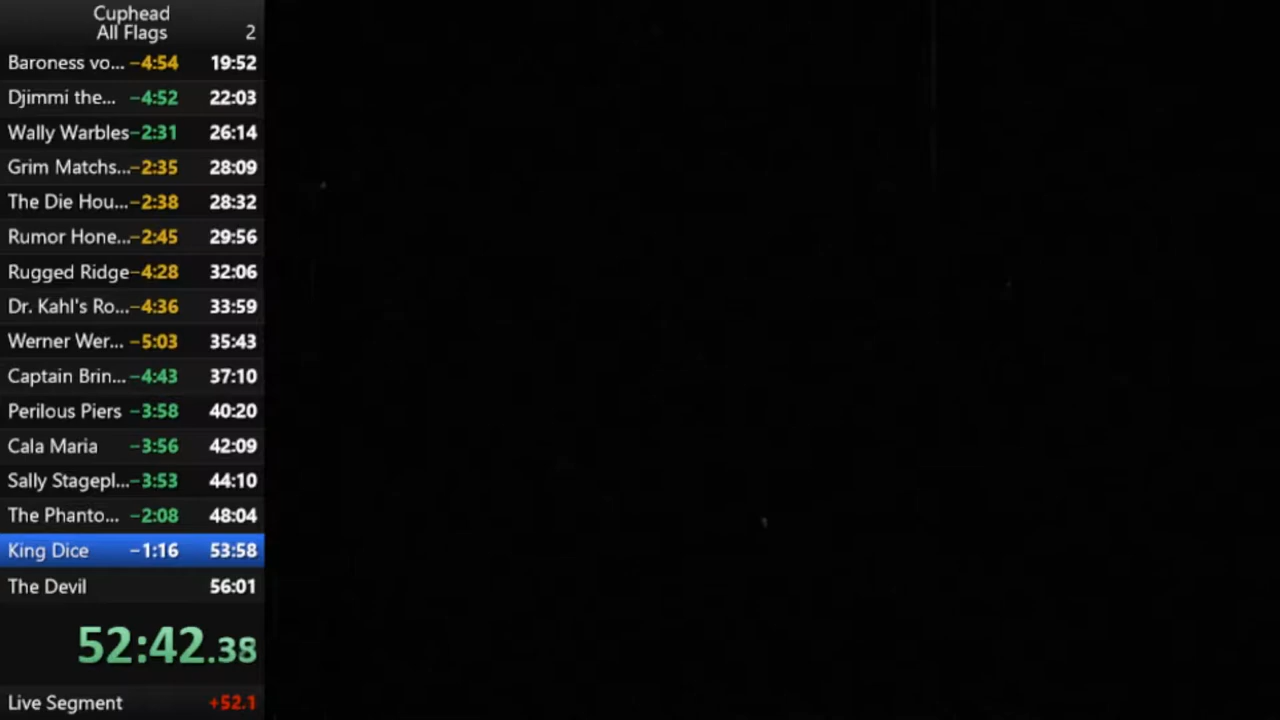 Cuphead
All Flags 2
Baroness vo... −4:54 19:52
Djimmi the... −4:52 22:03
Wally Warbles −2:31 26:14
Grim Matchs... −2:35 28:09
The Die Hou... −2:38 28:32
Rumor Hone... −2:45 29:56
Rugged Ridge −4:28 32:06
Dr. Kahl's Ro... −4:36 33:59
Werner Wer... −5:03 35:43
Captain Brin... −4:43 37:10
Perilous Piers −3:58 40:20
Cala Maria −3:56 42:09
Sally Stagepl... −3:53 44:10
The Phanto... −2:08 48:04
King Dice −1:16 53:58
The Devil 56:01
52:42.38
Live Segment +52.1